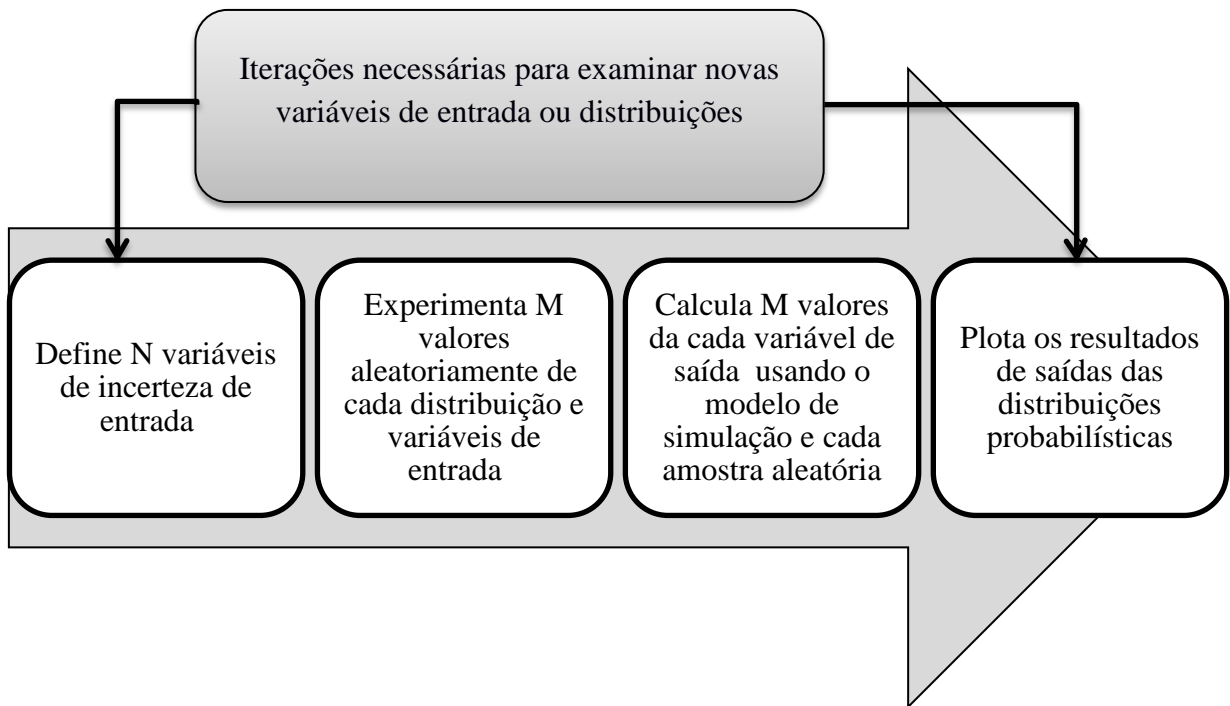 Iterações necessárias para examinar novas
variáveis de entrada ou distribuições
Define N variáveis
de incerteza de
entrada
Experimenta M
valores
aleatoriamente de
cada distribuição e
variáveis de
entrada
Calcula M valores
da cada variável de
saída usando o
modelo de
simulação e cada
amostra aleatória
Plota os resultados
de saídas das
distribuições
probabilísticas